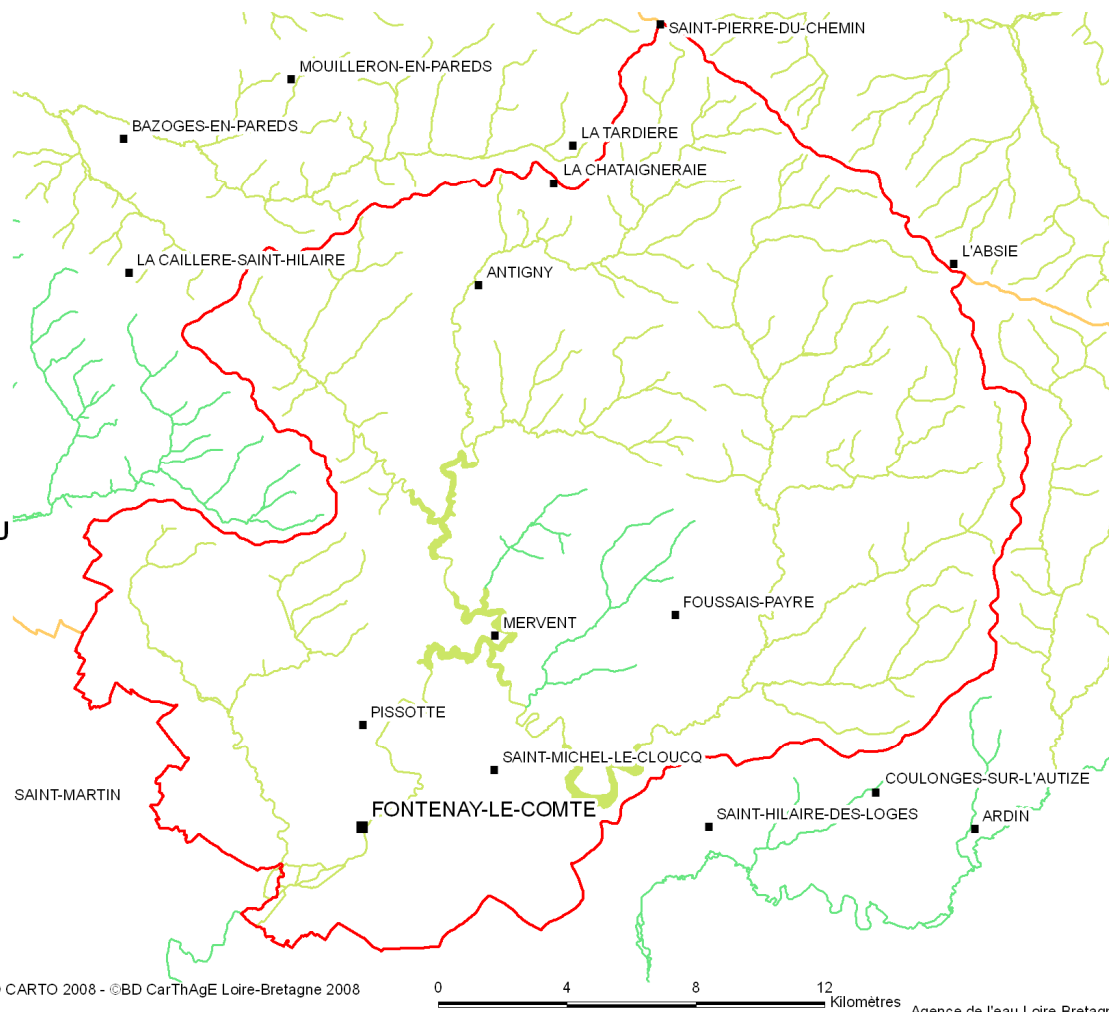 SAINT-PIERRE-DU-CHEMIN
MOUILLERON-EN-PAREDS
BAZOGES-EN-PAREDS
LA TARDIERE
LA CHATAIGNERAIE
L'ABSIE
LA CAILLERE-SAINT-HILAIRE
ANTIGNY
FOUSSAIS-PAYRE
MERVENT
PISSOTTE
SAINT-MICHEL-LE-CLOUCQ
COULONGES-SUR-L'AUTIZE
SAINT-MARTIN
FONTENAY-LE-COMTE
SAINT-HILAIRE-DES-LOGES
ARDIN
CARTO 2008 - ©BD CarThAgE Loire-Bretagne 2008
0 4 8 12
Kilomètres
Agence de l'eau Loire-Bretagn